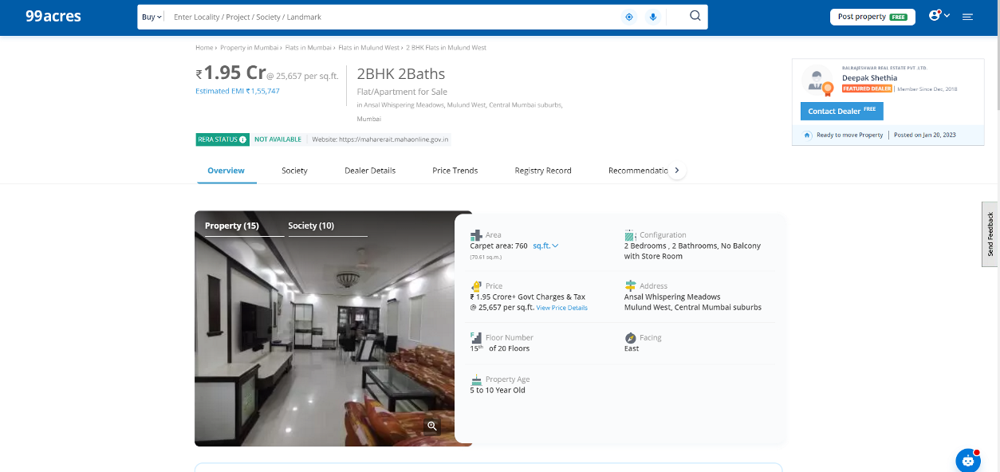 99acres
Buy
Enter Locality / Project / Society / Landmark
Post property FREE
Home › Property in Mumbai › Flats in Mumbai › Flats in Mulund West › 2 BHK Flats in Mulund West
₹ 1.95 Cr @ 25,657 per sq.ft.
Estimated EMI ₹ 1,55,747
2BHK 2Baths
Flat/Apartment for Sale
in Ansal Whispering Meadows, Mulund West, Central Mumbai suburbs,
Mumbai
RALRAJESHWAR REAL ESTATE PVT .LTD.
Deepak Shethia
FEATURED DEALER | Member Since Dec, 2018
Contact Dealer FREE
Ready to move Property | Posted on Jan 20, 2023
RERA STATUS NOT AVAILABLE Website: https://maharerait.mahaonline.gov.in
Overview Society Dealer Details Price Trends Registry Record Recommendatio
Property (15) Society (10)
Area
Carpet area: 760 sq.ft.
(70.61 sq.m.)
Configuration
2 Bedrooms , 2 Bathrooms, No Balcony
with Store Room
Price
₹ 1.95 Crore+ Govt Charges & Tax
@ 25,657 per sq.ft. View Price Details
Address
Ansal Whispering Meadows
Mulund West, Central Mumbai suburbs
Floor Number
15th of 20 Floors
Facing
East
Property Age
5 to 10 Year Old
Send Feedback